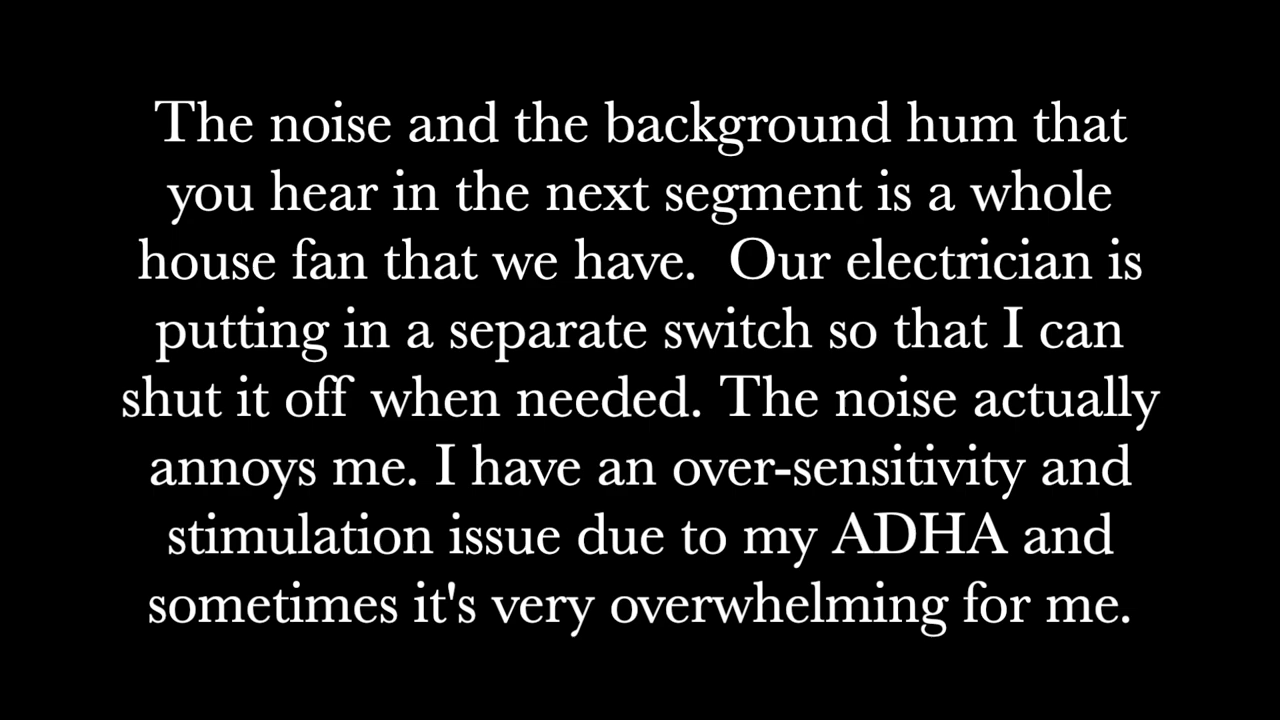 The noise and the background hum that
you hear in the next segment is a whole
house fan that we have.  Our electrician is
putting in a separate switch so that I can
shut it off when needed. The noise actually
annoys me. I have an over-sensitivity and
stimulation issue due to my ADHA and
sometimes it's very overwhelming for me.